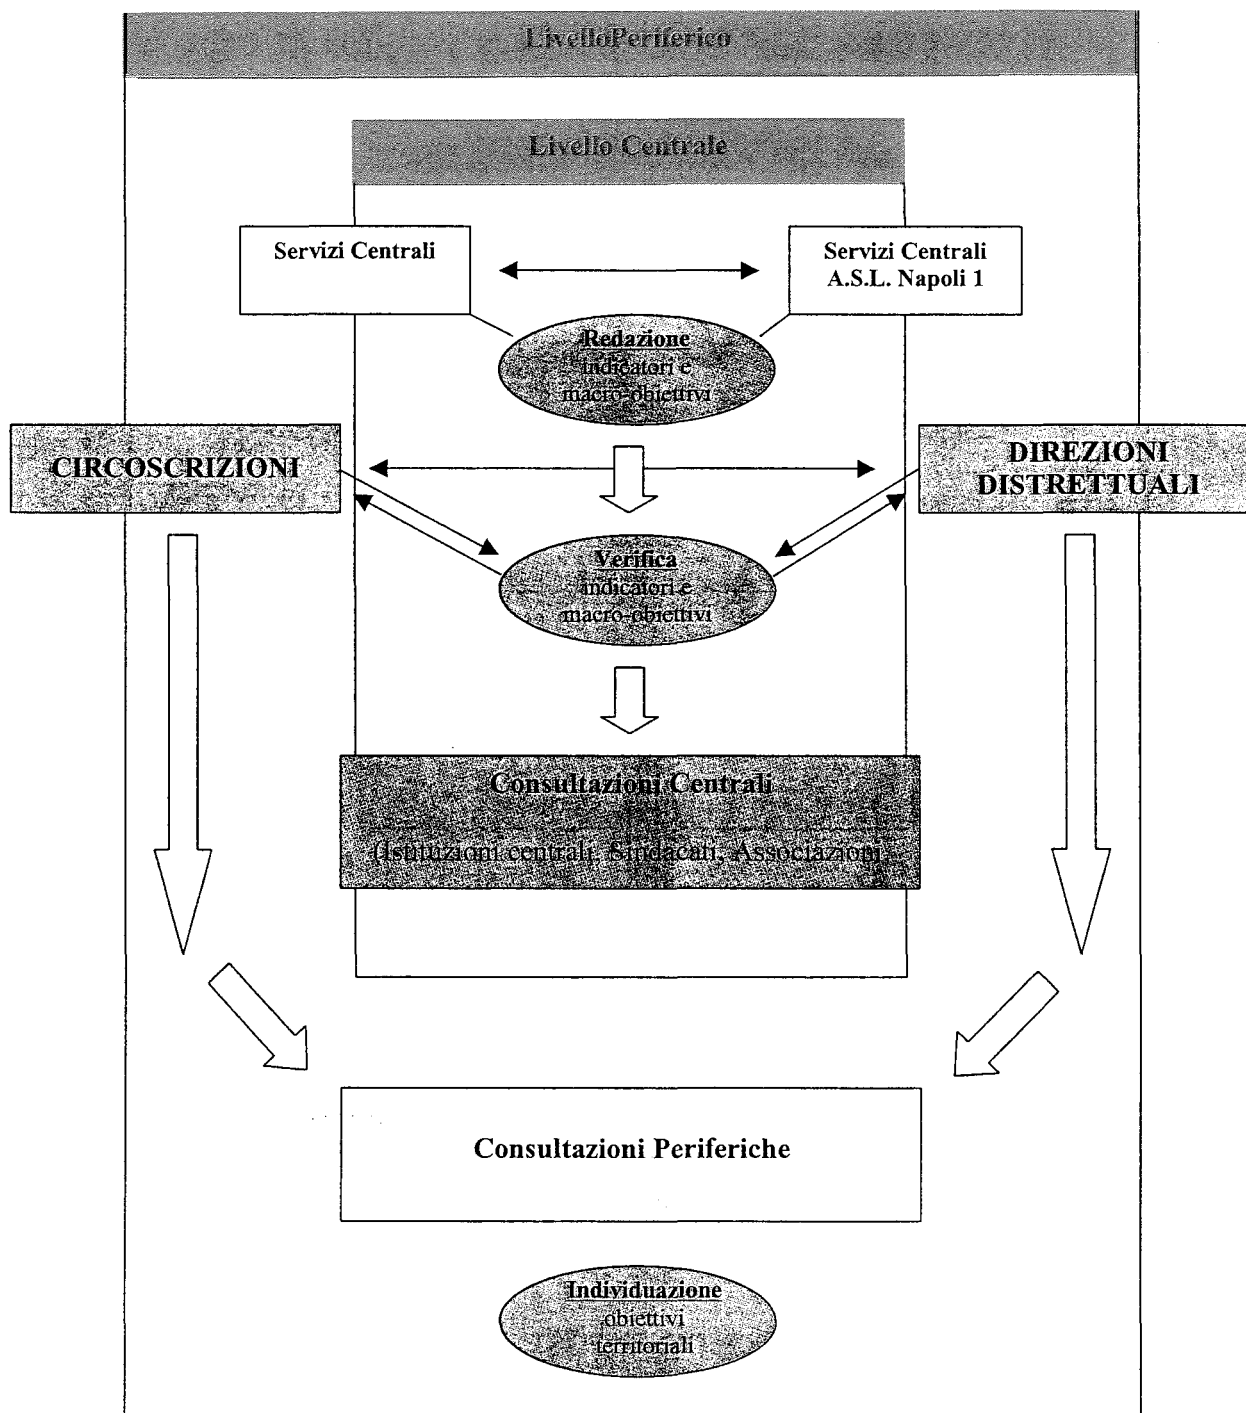 LivelloPeriferico
Livello Centrale
Servizi Centrali
Servizi Centrali
A.S.L. Napoli 1
Redazione
indicatori e
macro-obiettivi
CIRCOSCRIZIONI
DIREZIONI
DISTRETTUALI
Verifica
indicatori e
macro-obiettivi
Consultazioni Centrali
(Istituzioni centrali, Sindacati, Associazioni,
Consultazioni Periferiche
Individuazione
obiettivi
territoriali